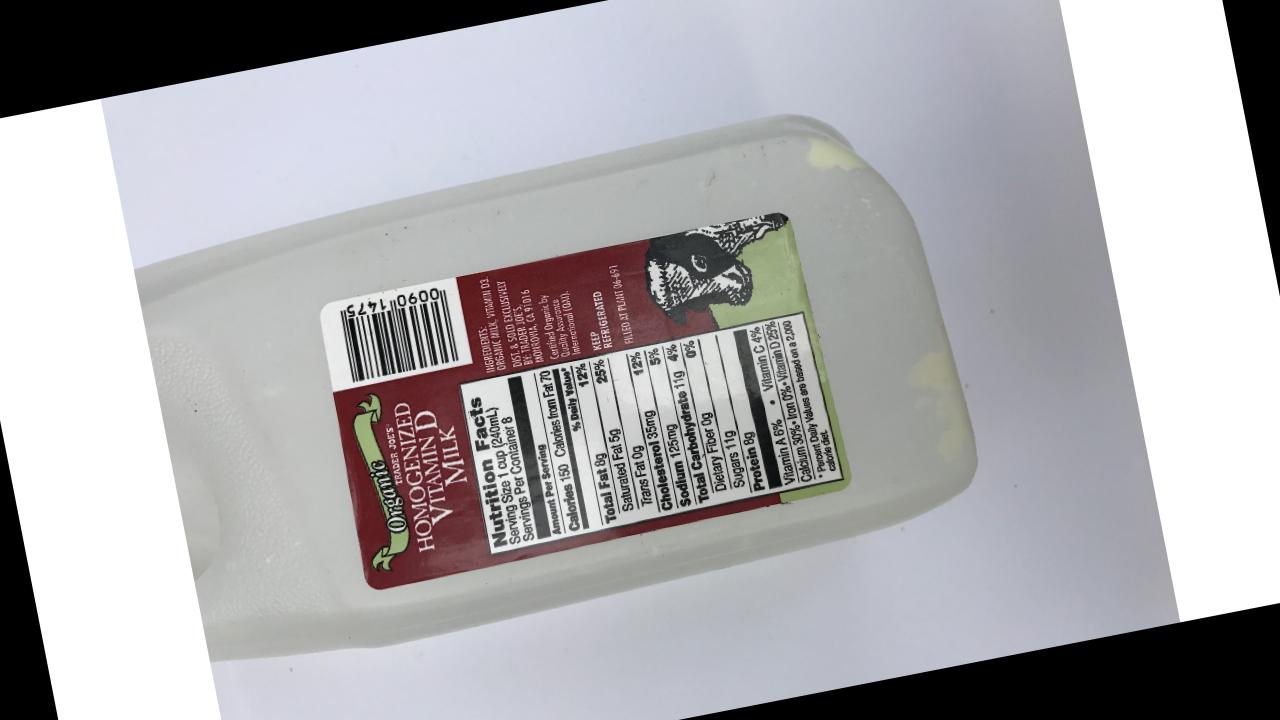 Organic
TRADER JOE'S
HOMOGENIZED
VITAMIN D
MILK
0090 1475
INGREDIENTS:
ORGANIC MILK, VITAMIN D3.
DIST. & SOLD EXCLUSIVELY
BY: TRADER JOE'S,
MONROVIA, CA 91016
Certified Organic by
Quality Assurance
International (QAI).
KEEP
REFRIGERATED
FILLED AT PLANT 06-691
Nutrition Facts
Serving Size 1 cup (240mL)
Servings Per Container 8
Amount Per Serving
Calories 150 Calories from Fat 70
% Daily Value*
Total Fat 8g 12%
Saturated Fat 5g 25%
Trans Fat 0g
Cholesterol 35mg 12%
Sodium 125mg 5%
Total Carbohydrate 11g 4%
Dietary Fiber 0g 0%
Sugars 11g
Protein 8g
Vitamin A 6% • Vitamin C 4%
Calcium 30% • Iron 0% • Vitamin D 25%
* Percent Daily Values are based on a 2,000
calorie diet.